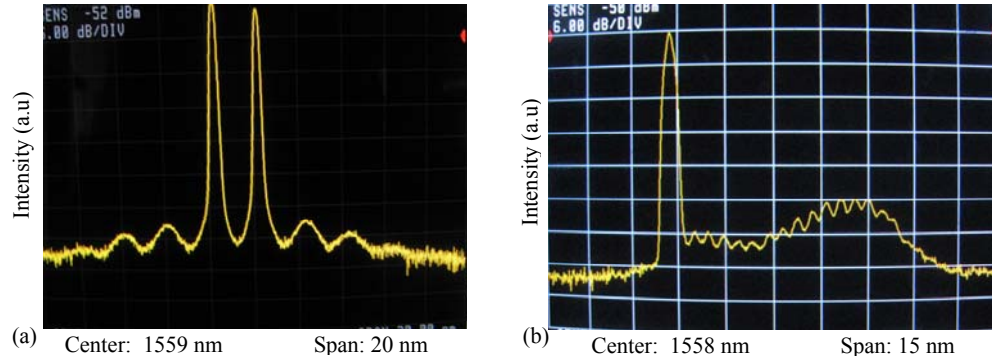 SENS -52 dBm
6.00 dB/DIV
Intensity (a.u)
(a)
Center: 1559 nm
Span: 20 nm
SENS -50 dBm
6.00 dB/DIV
Intensity (a.u)
(b)
Center: 1558 nm
Span: 15 nm